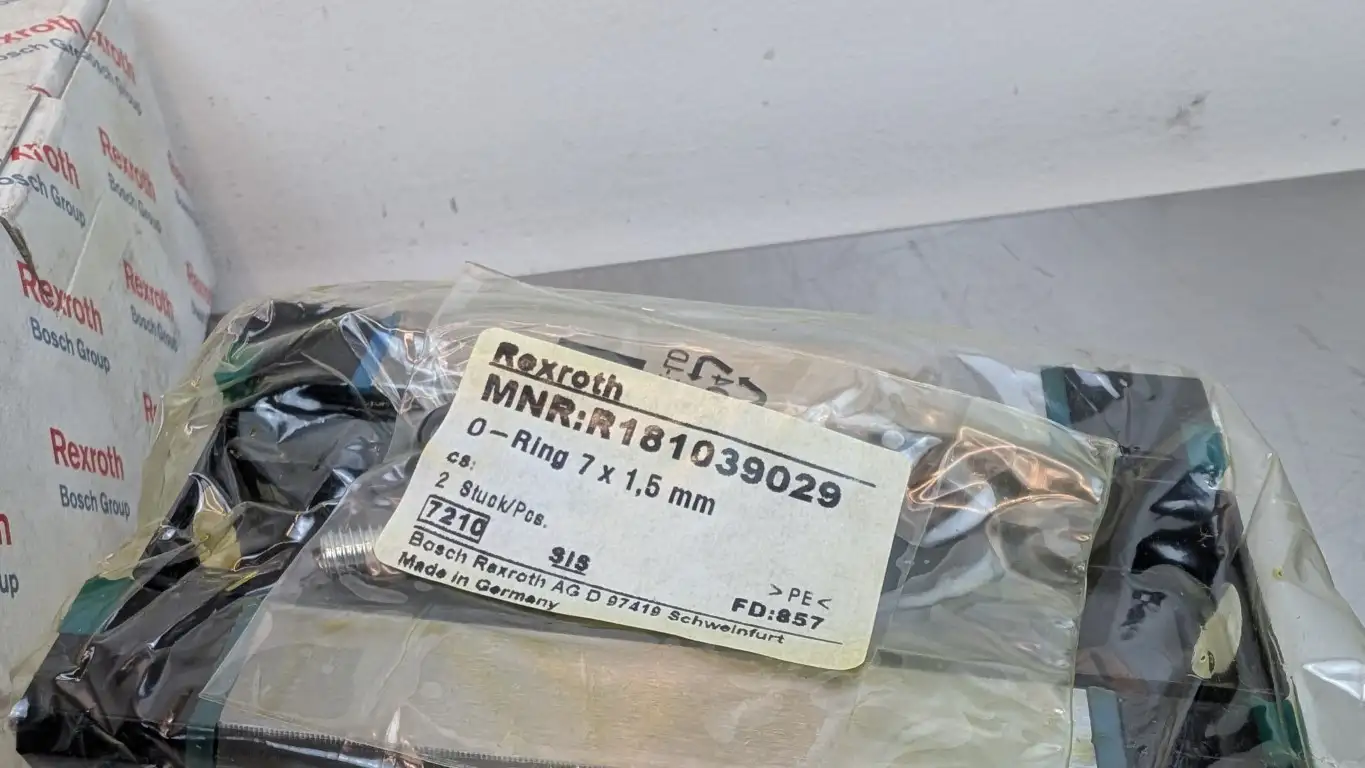 Rexroth
Bosch Group
Rexroth
Bosch Group
Rexroth
Bosch Group
Rexroth
Bosch Group
Rexroth
Bosch Group
Rexroth
MNR:R181039029
O-Ring 7 x 1,5 mm
cs:
2 Stuck/Pcs.
7210
SIS
>PE<
FD:857
Bosch Rexroth AG D 97419 Schweinfurt
Made in Germany